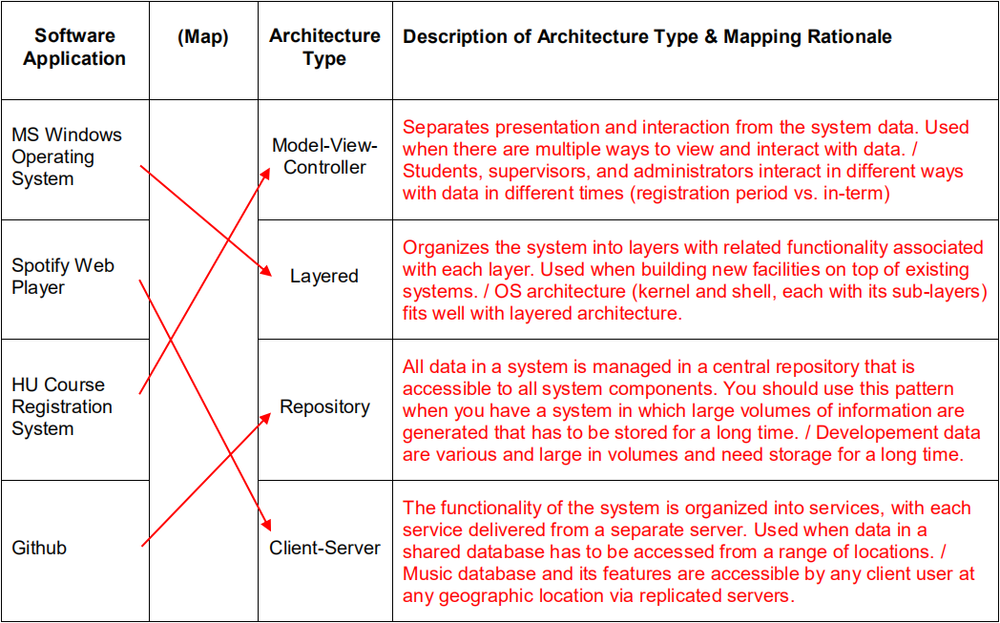 Software
Application
(Map)
Architecture
Type
Description of Architecture Type & Mapping Rationale
MS Windows
Operating
System
Model-View-
Controller
Separates presentation and interaction from the system data. Used
when there are multiple ways to view and interact with data. /
Students, supervisors, and administrators interact in different ways
with data in different times (registration period vs. in-term)
Spotify Web
Player
Layered
Organizes the system into layers with related functionality associated
with each layer. Used when building new facilities on top of existing
systems. / OS architecture (kernel and shell, each with its sub-layers)
fits well with layered architecture.
HU Course
Registration
System
Repository
All data in a system is managed in a central repository that is
accessible to all system components. You should use this pattern
when you have a system in which large volumes of information are
generated that has to be stored for a long time. / Developement data
are various and large in volumes and need storage for a long time.
Github
Client-Server
The functionality of the system is organized into services, with each
service delivered from a separate server. Used when data in a
shared database has to be accessed from a range of locations. /
Music database and its features are accessible by any client user at
any geographic location via replicated servers.